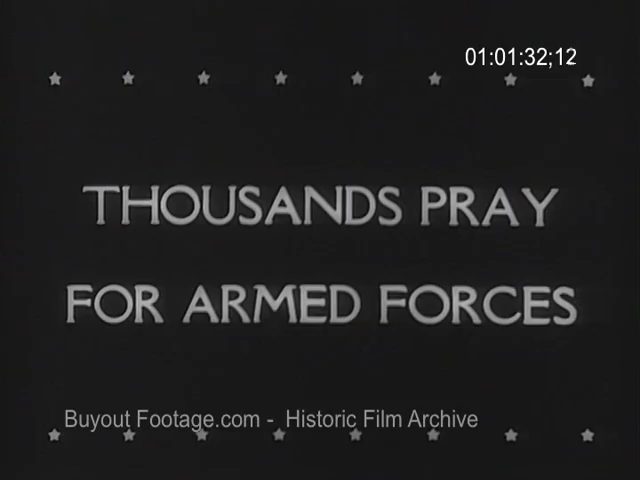 01:01:32;12
THOUSANDS PRAY
FOR ARMED FORCES
Buyout Footage.com - Historic Film Archive